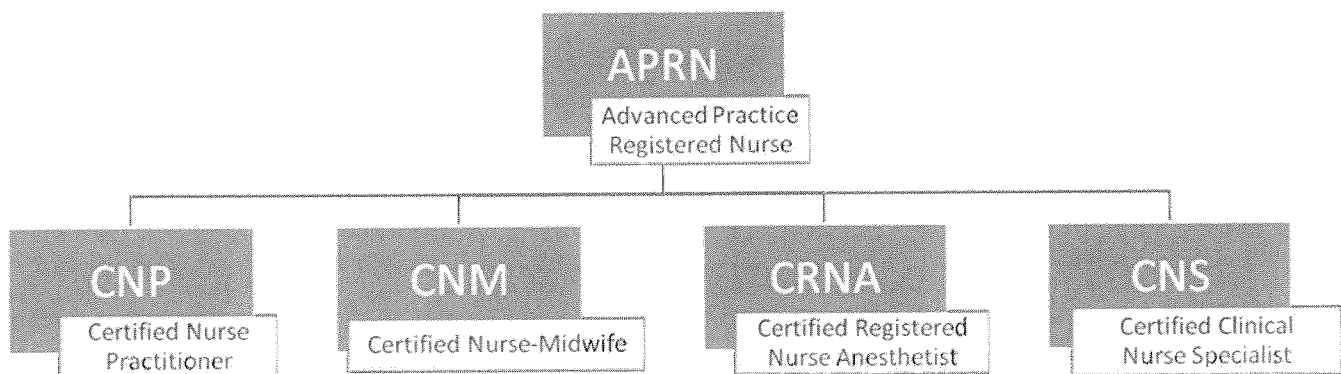 APRN
Advanced Practice
Registered Nurse
CNP
Certified Nurse
Practitioner
CNM
Certified Nurse-Midwife
CRNA
Certified Registered
Nurse Anesthetist
CNS
Certified Clinical
Nurse Specialist